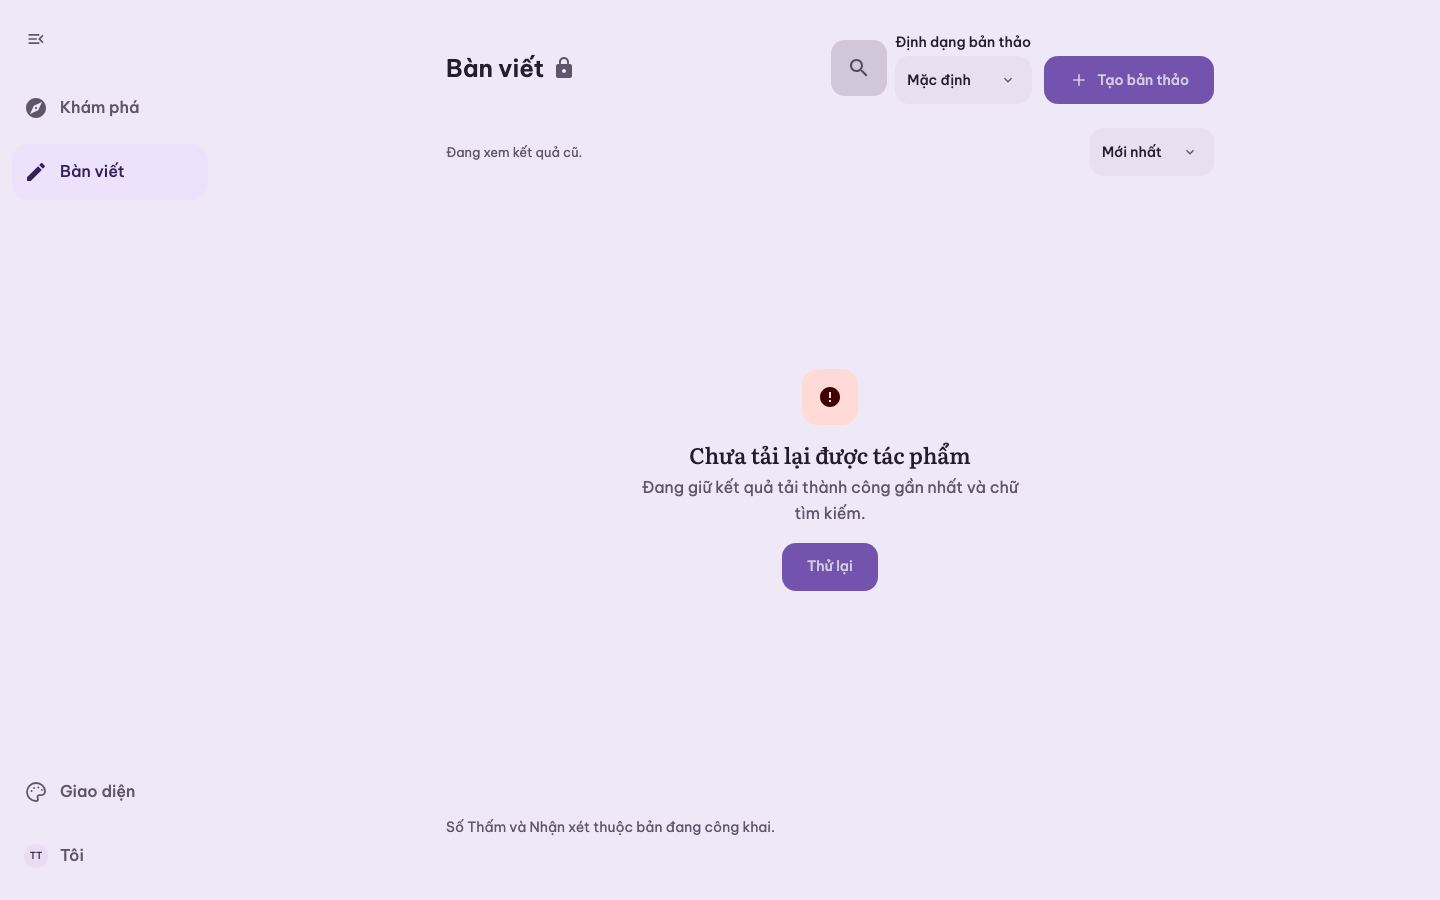 Khám phá
Bàn viết
Giao diện
TT
Tôi
Bàn viết
Định dạng bản thảo
Mặc định
Tạo bản thảo
Đang xem kết quả cũ.
Mới nhất
Chưa tải lại được tác phẩm
Đang giữ kết quả tải thành công gần nhất và chữ
tìm kiếm.
Thử lại
Số Thấm và Nhận xét thuộc bản đang công khai.